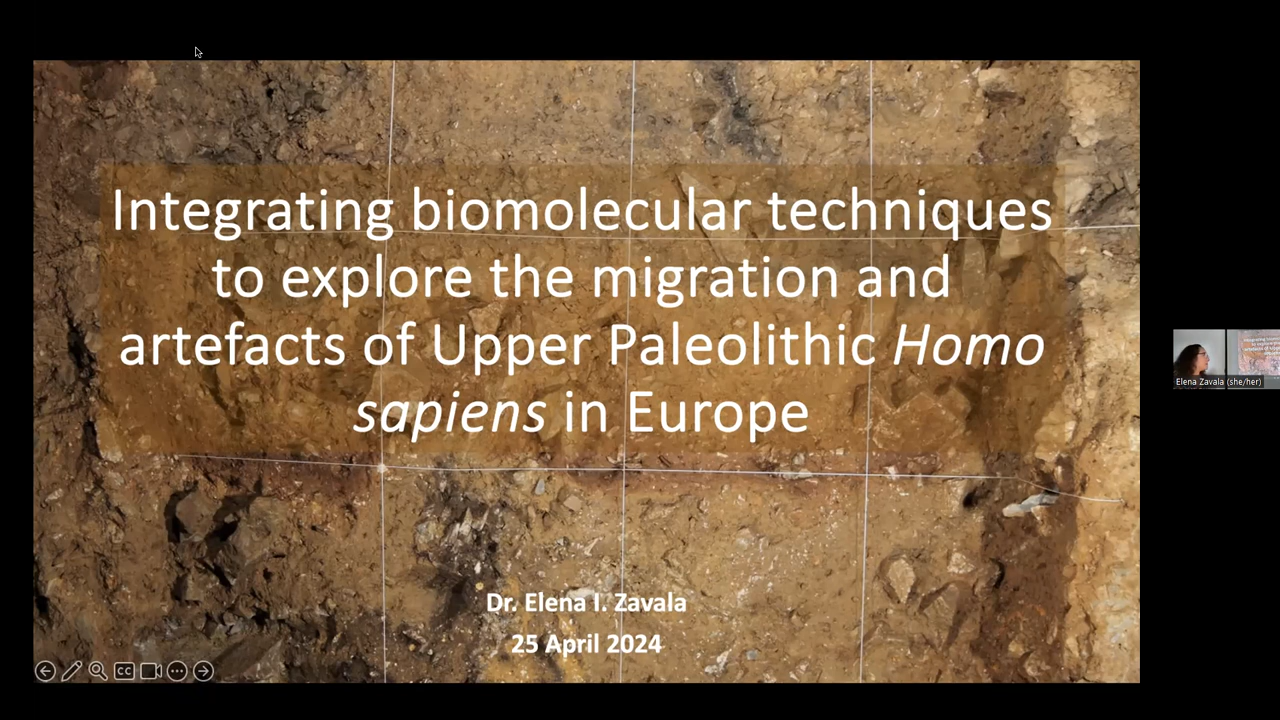 Integrating biomolecular techniques
to explore the migration and
artefacts of Upper Paleolithic Homo
sapiens in Europe
Dr. Elena I. Zavala
25 April 2024
CC
Elena Zavala (she/her)